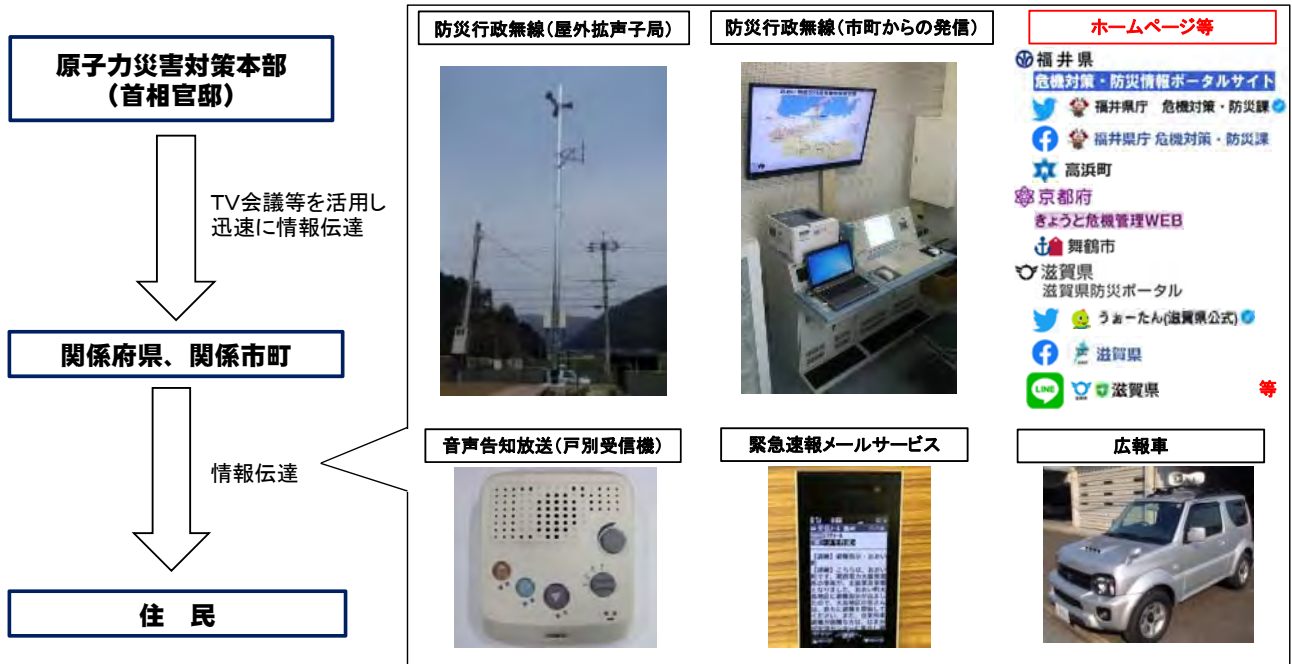 原子力災害対策本部
（首相官邸）
TV会議等を活用し
迅速に情報伝達
関係府県、関係市町
情報伝達
住　民
防災行政無線（屋外拡声子局）
防災行政無線（市町からの発信）
ホームページ等
福井県
危機対策・防災情報ポータルサイト
福井県庁　危機対策・防災課
福井県庁 危機対策・防災課
高浜町
京都府
きょうと危機管理WEB
舞鶴市
滋賀県
滋賀県防災ポータル
うぉーたん(滋賀県公式)
滋賀県
LINE
滋賀県
等
音声告知放送（戸別受信機）
緊急速報メールサービス
広報車